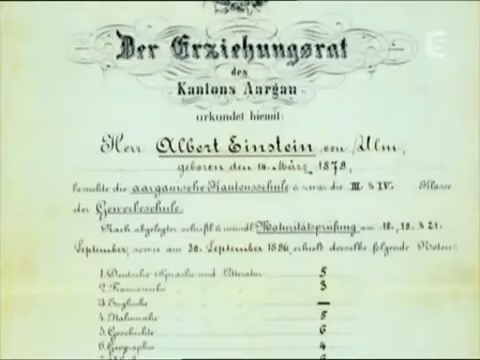 Der Erziehungsrat
des
Kantons Aargau
urkundet hiemit:
Herr Albert Einstein von Ulm,
geboren den 14. März 1879,
besuchte die aargauische Kantonsschule & zwar die III. & IV. Klasse
der Gewerbeschule.
Nach abgelegter schriftl. & mündl. Maturitätsprüfung am 18., 19. & 21.
September, sowie am 30. September 1896, erhielt derselbe folgende Noten:
1. Deutsche Sprache und Litteratur 5
2. Französische 3
3. Englische —
4. Italienische 5
5. Geschichte 6
6. Geographie 4